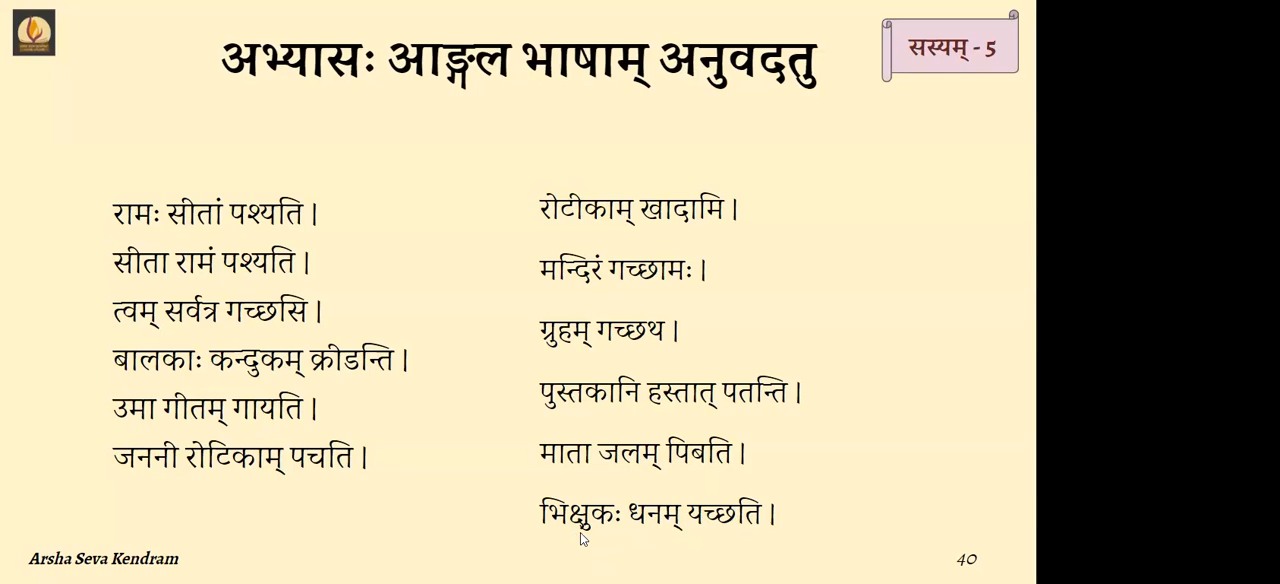 अभ्यासः आङ्गल भाषाम् अनुवदतु
सस्यम् - 5
रामः सीतां पश्यति |
सीता रामं पश्यति |
त्वम् सर्वत्र गच्छसि |
बालकाः कन्दुकम् क्रीडन्ति |
उमा गीतम् गायति |
जननी रोटिकाम् पचति |
रोटीकाम् खादामि |
मन्दिरं गच्छामः |
ग्रुहम् गच्छथ |
पुस्तकानि हस्तात् पतन्ति |
माता जलम् पिबति |
भिक्षुकः धनम् यच्छति |
Arsha Seva Kendram
40